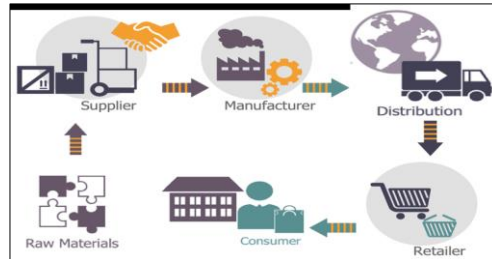 Supplier
Manufacturer
Distribution
Raw Materials
Consumer
Retailer